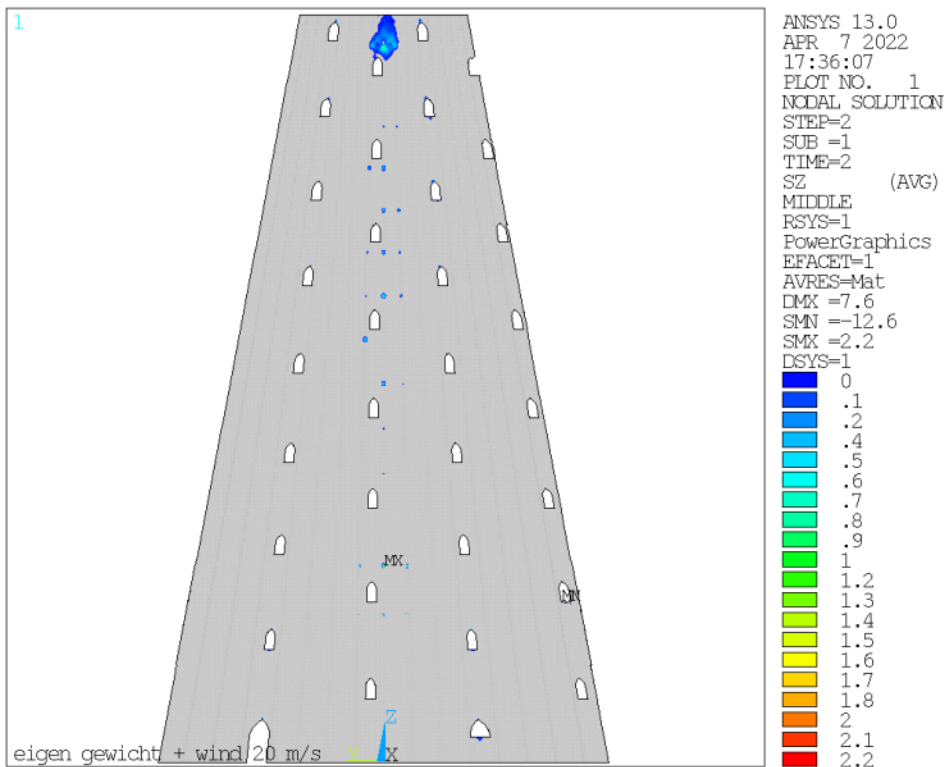 1
ANSYS 13.0
APR 7 2022
17:36:07
PLOT NO. 1
NODAL SOLUTION
STEP=2
SUB =1
TIME=2
SZ (AVG)
MIDDLE
RSYS=1
PowerGraphics
EFACET=1
AVRES=Mat
DMX =7.6
SMN =-12.6
SMX =2.2
DSYS=1
0
.1
.2
.4
.5
.6
.7
.8
.9
1
1.2
1.3
1.4
1.5
1.6
1.7
1.8
2
2.1
2.2
MX
MN
Z
Y X
eigen gewicht + wind 20 m/s